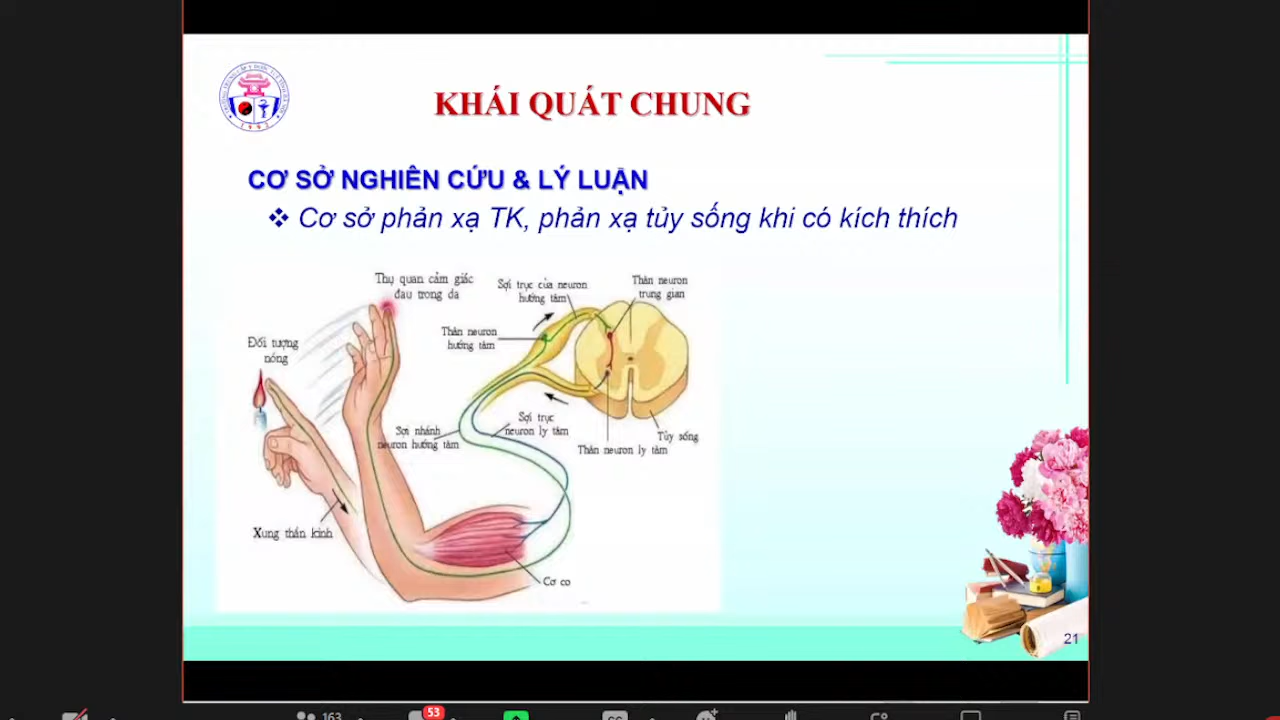 KHÁI QUÁT CHUNG
CƠ SỞ NGHIÊN CỨU & LÝ LUẬN
❖ Cơ sở phản xạ TK, phản xạ tủy sống khi có kích thích
Thụ quan cảm giác
đau trong da
Sợi trục của neuron
hướng tâm
Thân neuron
trung gian
Thân neuron
hướng tâm
Đối tượng
nóng
Sợi nhánh
neuron hướng tâm
Sợi trục
neuron ly tâm
Tủy sống
Thân neuron ly tâm
Xung thần kinh
Cơ co
21
163
53